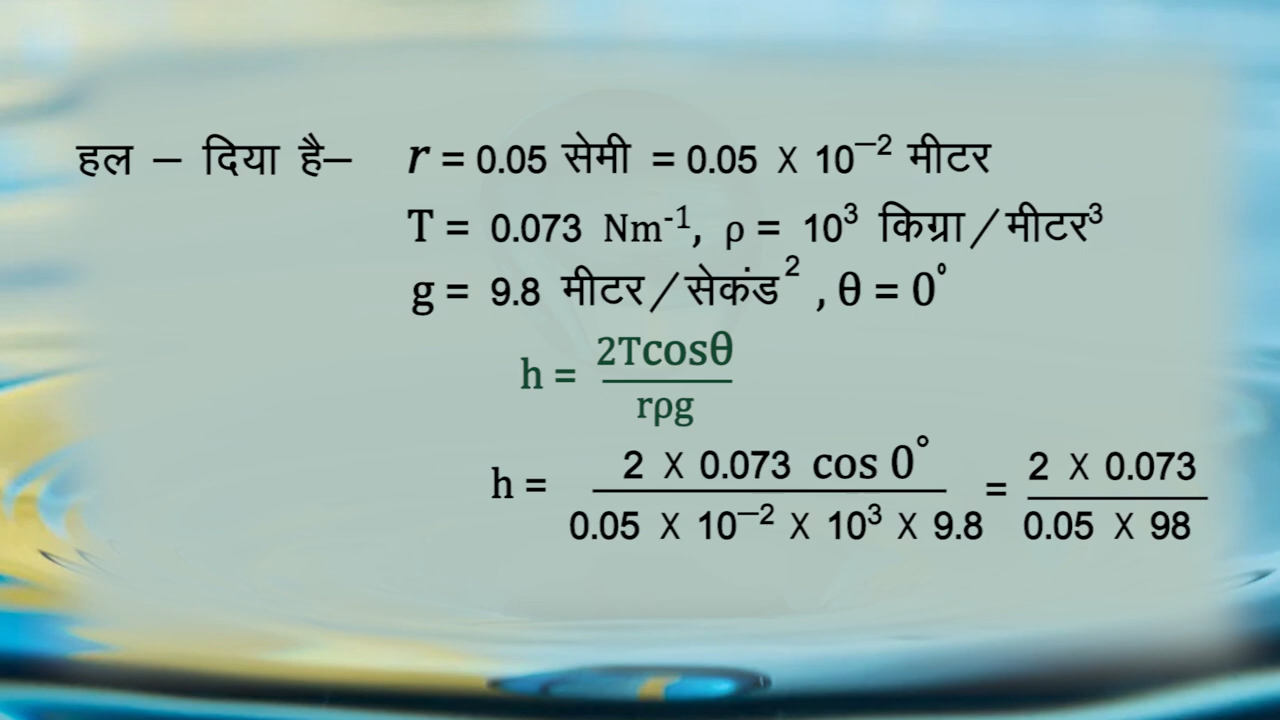 हल – दिया है– r = 0.05 सेमी = 0.05 X 10⁻² मीटर
T = 0.073 Nm⁻¹, ρ = 10³ किग्रा/मीटर³
g = 9.8 मीटर/सेकंड², θ = 0°
h = 2Tcosθ / rρg
h = 2 X 0.073 cos 0° / 0.05 X 10⁻² X 10³ X 9.8 = 2 X 0.073 / 0.05 X 98